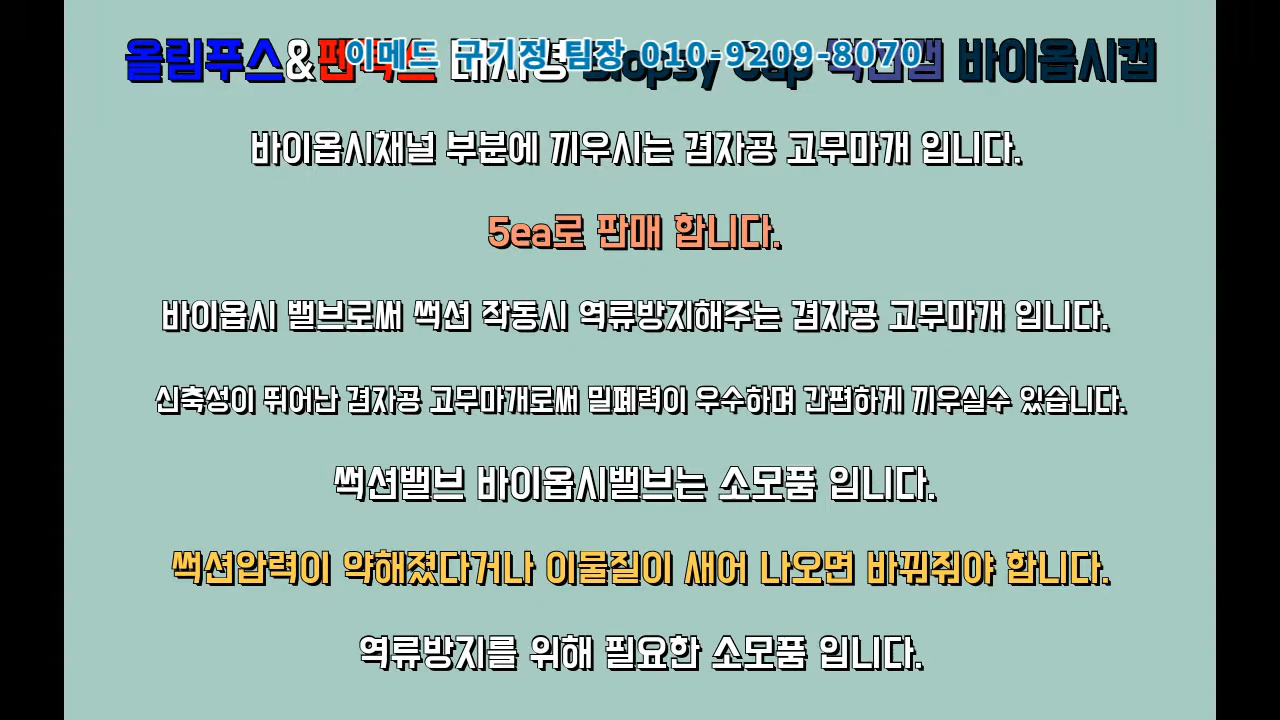 이메드 구기정 팀장 010-9209-8070
올림푸스& Biopsy Cap 썩션캡 바이옵시캡
바이옵시채널 부분에 끼우시는 겸자공 고무마개 입니다.
5ea로 판매 합니다.
바이옵시 밸브로써 썩션 작동시 역류방지해주는 겸자공 고무마개 입니다.
신축성이 뛰어난 겸자공 고무마개로써 밀폐력이 우수하며 간편하게 끼우실수 있습니다.
썩션밸브 바이옵시밸브는 소모품 입니다.
썩션압력이 약해졌다거나 이물질이 새어 나오면 바꿔줘야 합니다.
역류방지를 위해 필요한 소모품 입니다.